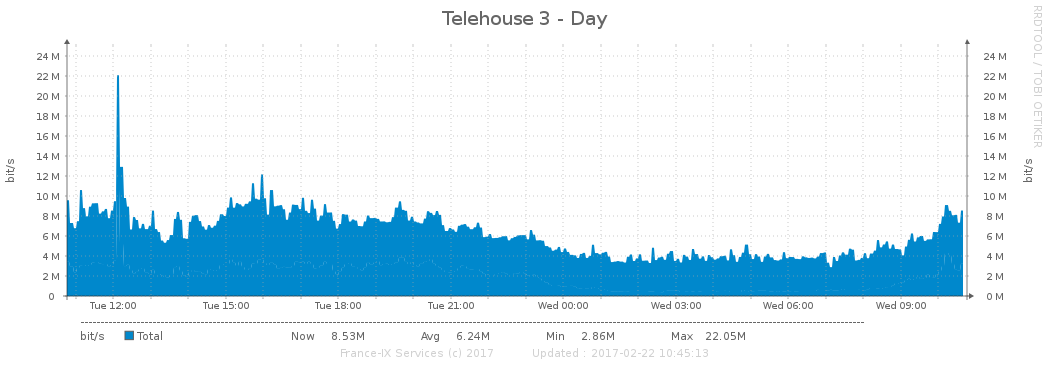 Telehouse 3 - Day
RRDTOOL / TOBI OETIKER
bit/s
bit/s
24 M 24 M
22 M 22 M
20 M 20 M
18 M 18 M
16 M 16 M
14 M 14 M
12 M 12 M
10 M 10 M
8 M 8 M
6 M 6 M
4 M 4 M
2 M 2 M
0 0 M
Tue 12:00 Tue 15:00 Tue 18:00 Tue 21:00 Wed 00:00 Wed 03:00 Wed 06:00 Wed 09:00
bit/s Total Now 8.53M Avg 6.24M Min 2.86M Max 22.05M
France-IX Services (c) 2017 Updated : 2017-02-22 10:45:13